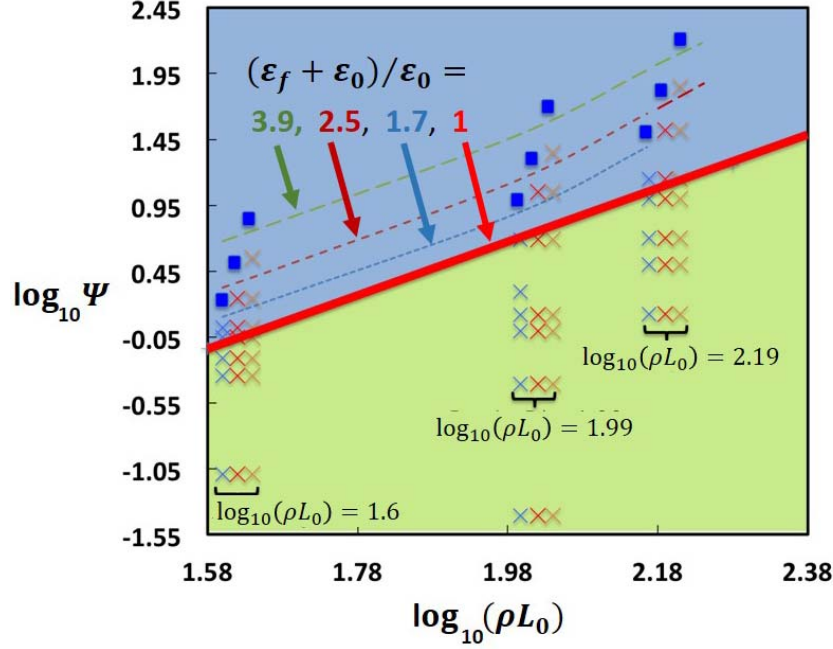 2.45
1.95
1.45
0.95
0.45
-0.05
-0.55
-1.05
-1.55
log₁₀Ψ
(ε_f + ε₀)/ε₀ =
3.9, 2.5, 1.7, 1
log₁₀(ρL₀) = 2.19
log₁₀(ρL₀) = 1.99
log₁₀(ρL₀) = 1.6
1.58 1.78 1.98 2.18 2.38
log₁₀(ρL₀)